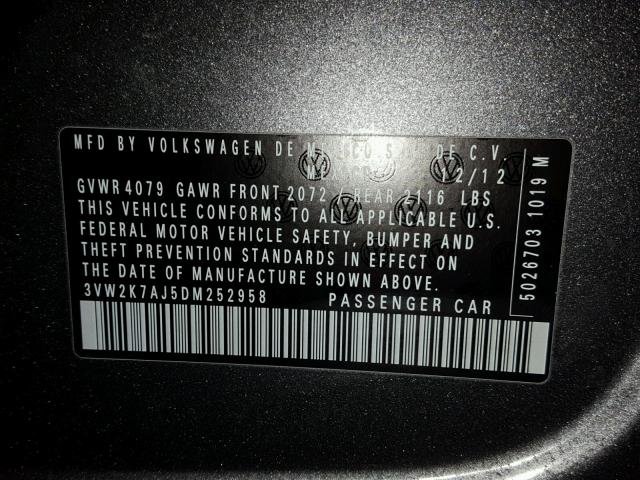 MFD BY VOLKSWAGEN DE MEXICO S. DE C.V.
12/12
GVWR 4079 GAWR FRONT 2072 / REAR 2116 LBS
THIS VEHICLE CONFORMS TO ALL APPLICABLE U.S.
FEDERAL MOTOR VEHICLE SAFETY, BUMPER AND
THEFT PREVENTION STANDARDS IN EFFECT ON
THE DATE OF MANUFACTURE SHOWN ABOVE.
3VW2K7AJ5DM252958 PASSENGER CAR
5026703 1019 M